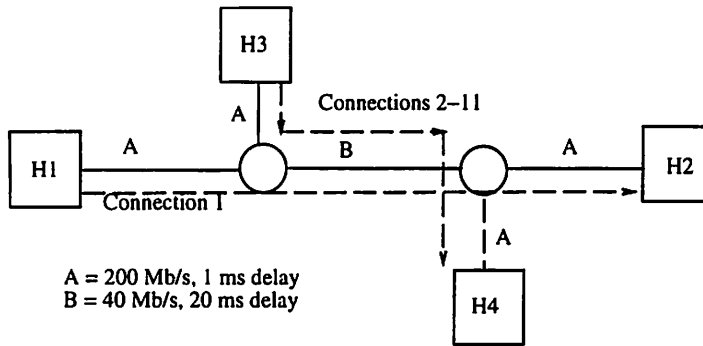 H3
Connections 2–11
A
A
B
A
H1
H2
Connection 1
A
A = 200 Mb/s, 1 ms delay
B = 40 Mb/s, 20 ms delay
H4